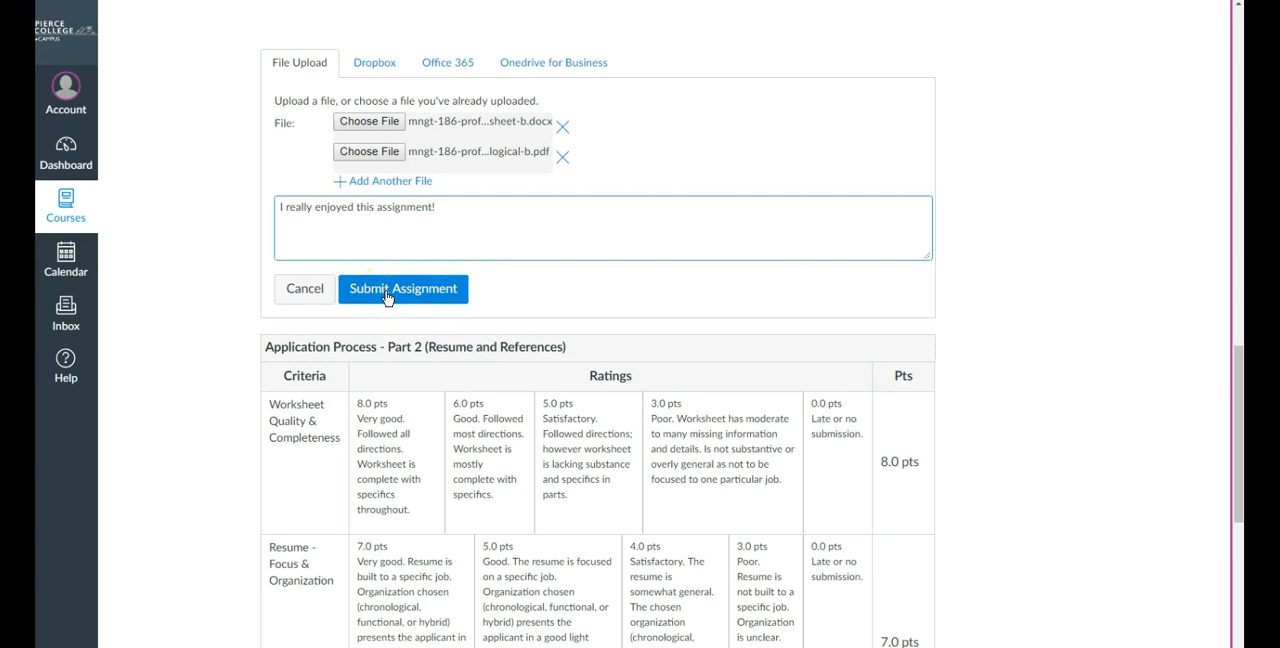 PIERCE
COLLEGE
CAMPUS
Account
Dashboard
Courses
Calendar
Inbox
Help
File Upload
Dropbox
Office 365
Onedrive for Business
Upload a file, or choose a file you've already uploaded.
File:
Choose File mngt-186-prof...sheet-b.docx
Choose File mngt-186-prof...logical-b.pdf
Add Another File
I really enjoyed this assignment!
Cancel
Submit Assignment
Application Process - Part 2 (Resume and References)
Criteria
Ratings
Pts
Worksheet
Quality &
Completeness
8.0 pts
Very good.
Followed all
directions.
Worksheet is
complete with
specifics
throughout.
6.0 pts
Good. Followed
most directions.
Worksheet is
mostly
complete with
specifics.
5.0 pts
Satisfactory.
Followed directions;
however worksheet
is lacking substance
and specifics in
parts.
3.0 pts
Poor. Worksheet has moderate
to many missing information
and details. Is not substantive or
overly general as not to be
focused to one particular job.
0.0 pts
Late or no
submission.
8.0 pts
Resume -
Focus &
Organization
7.0 pts
Very good. Resume is
built to a specific job.
Organization chosen
(chronological,
functional, or hybrid)
presents the applicant in
5.0 pts
Good. The resume is focused
on a specific job.
Organization chosen
(chronological, functional, or
hybrid) presents the
applicant in a good light
4.0 pts
Satisfactory. The
resume is
somewhat general.
The chosen
organization
(chronological,
3.0 pts
Poor.
Resume is
not built to a
specific job.
Organization
is unclear.
0.0 pts
Late or no
submission.
7.0 pts